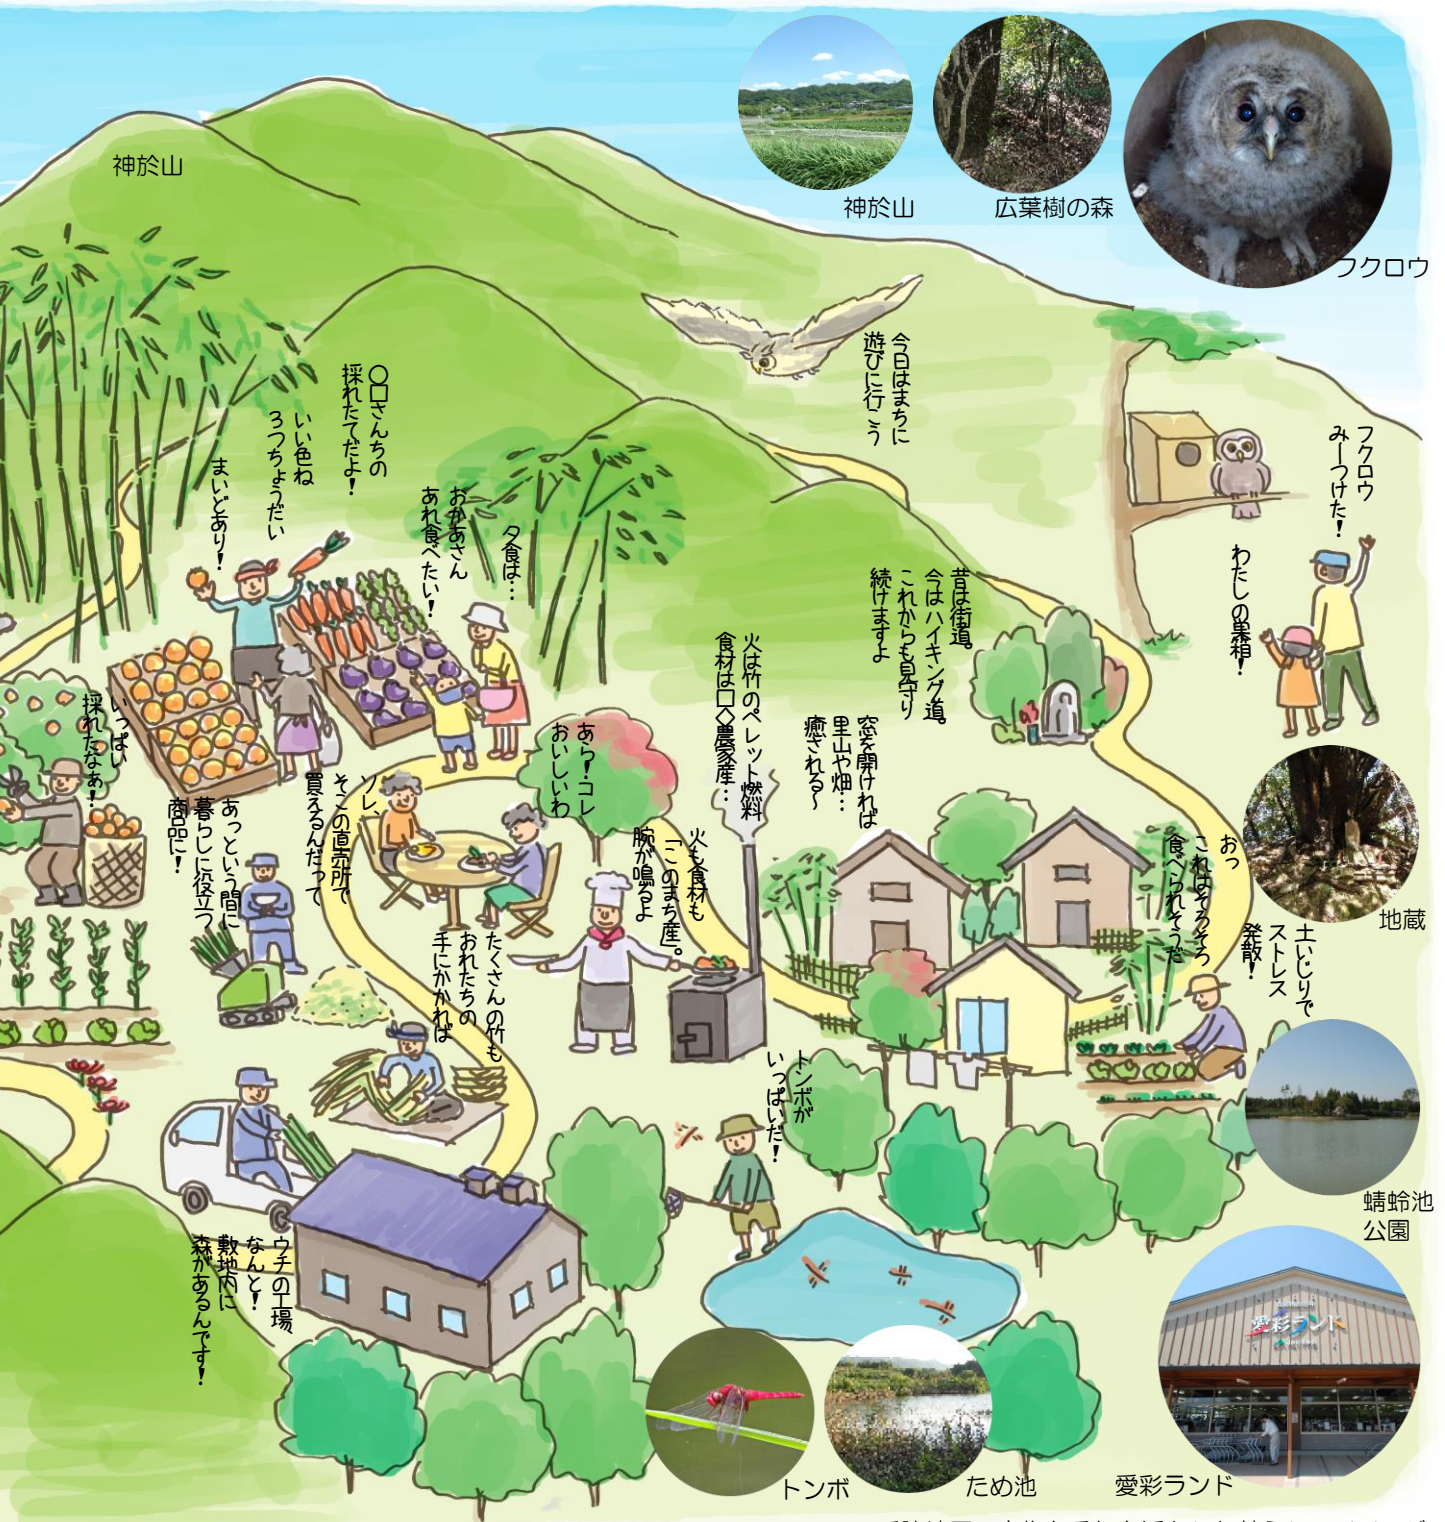 神於山
神於山
広葉樹の森
フクロウ
今日はまちに
遊びに行こう
フクロウ
み〜つけた!
わたしの巣箱!
〇口さんちの
採れたてだよ!
いい色ね
3つちょうだい
まいどあり!
おかあさん
あれ食べたい!
夕食は…
昔は街道。
今はハイキング道。
これからも見守り
続けますよ
火は竹のペレット燃料
食材は□◇農家産…
窓を開ければ
里山や畑…
癒される〜
いっぱい
採れたなぁ!
あら!コレ
おいしいわ
ソレ、
そこの直売所で
買えるんだって
あっという間に
暮らしに役立つ
商品に!
火も食材も
「このまち産」。
腕が鳴るよ
たくさんの竹も
おれたちの
手にかかれば
おっ
これはそろそろ
食べられそうだ
地蔵
土いじりで
ストレス
発散!
トンボが
いっぱいだ!
蜻蛉池
公園
ウチの工場、
なんと!
敷地内に
森があるんです!
愛彩ランド
トンボ
ため池
愛彩ランド